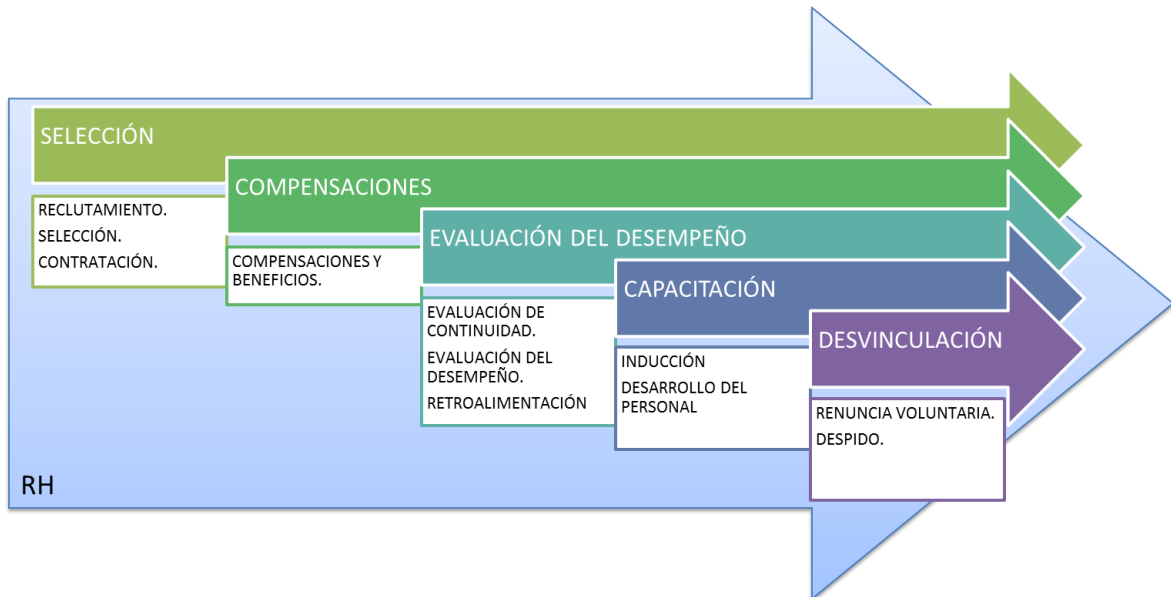 SELECCIÓN
RECLUTAMIENTO.
SELECCIÓN.
CONTRATACIÓN.
COMPENSACIONES
COMPENSACIONES Y
BENEFICIOS.
EVALUACIÓN DEL DESEMPEÑO
EVALUACIÓN DE
CONTINUIDAD.
EVALUACIÓN DEL
DESEMPEÑO.
RETROALIMENTACIÓN
CAPACITACIÓN
INDUCCIÓN
DESARROLLO DEL
PERSONAL
DESVINCULACIÓN
RENUNCIA VOLUNTARIA.
DESPIDO.
RH